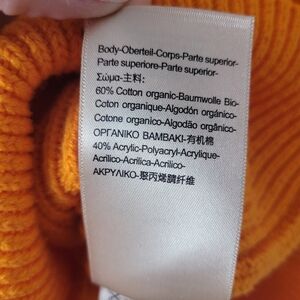 Body-Oberteil-Corps-Parte superior-
Parte superiore-Parte superior-
Σώμα-主料:
60% Cotton organic-Baumwolle Bio-
Coton organique-Algodón orgánico-
Cotone organico-Algodão orgânico-
ΟΡΓΑΝΙΚΟ ΒΑΜΒΑΚΙ-有机棉
40% Acrylic-Polyacryl-Acrylique-
Acrilico-Acrilica-Acrilico-
ΑΚΡΥΛΙΚΟ-聚丙烯腈纤维